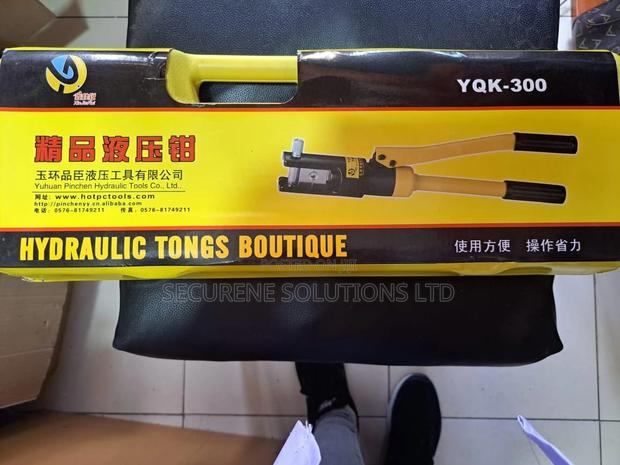 YQK-300
精品液压钳
玉环品臣液压工具有限公司
Yuhuan Pinchen Hydraulic Tools Co., Ltd..
网址: www.hotpctools.com
http://pinchenyy.cn.alibaba.com
电话: 0576-81749211 传真: 0576-81749211
HYDRAULIC TONGS BOUTIQUE
使用方便 操作省力
POSTED ON
SECURENE SOLUTIONS LTD